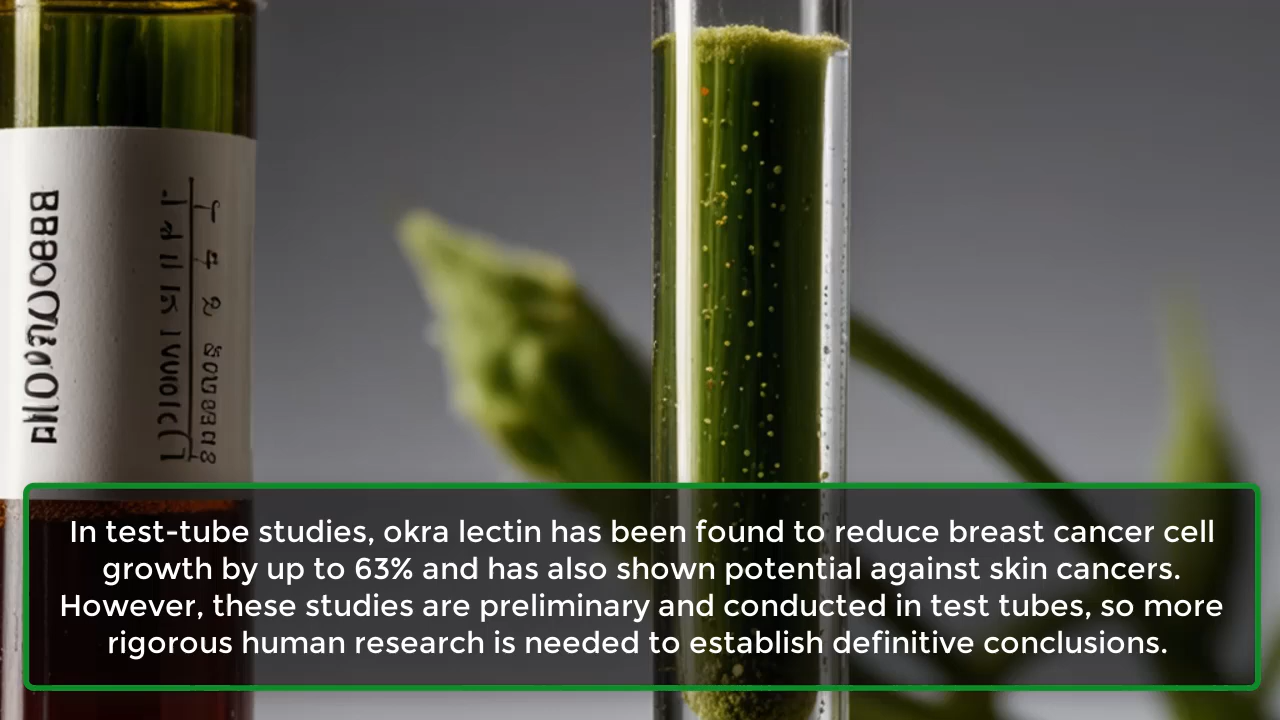 In test-tube studies, okra lectin has been found to reduce breast cancer cell
growth by up to 63% and has also shown potential against skin cancers.
However, these studies are preliminary and conducted in test tubes, so more
rigorous human research is needed to establish definitive conclusions.